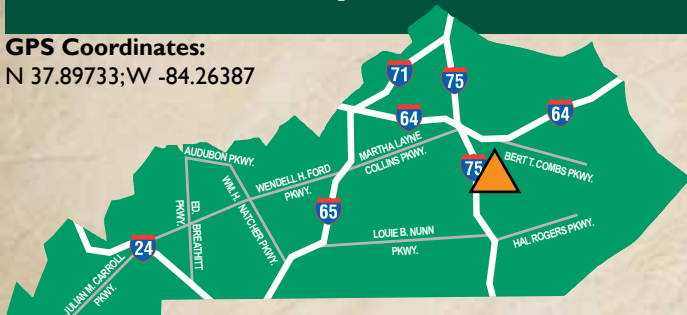 GPS Coordinates:
N 37.89733;W -84.26387
71
75
64
64
MARTHA LAYNE
COLLINS PKWY.
AUDUBON PKWY.
75
BERT T. COMBS PKWY.
WENDELL H. FORD
PKWY.
WM. H. NATCHER PKWY.
ED. BREATHITT
PKWY.
65
LOUIE B. NUNN
PKWY.
HAL ROGERS PKWY.
24
JULIAN M. CARROLL
PKWY.